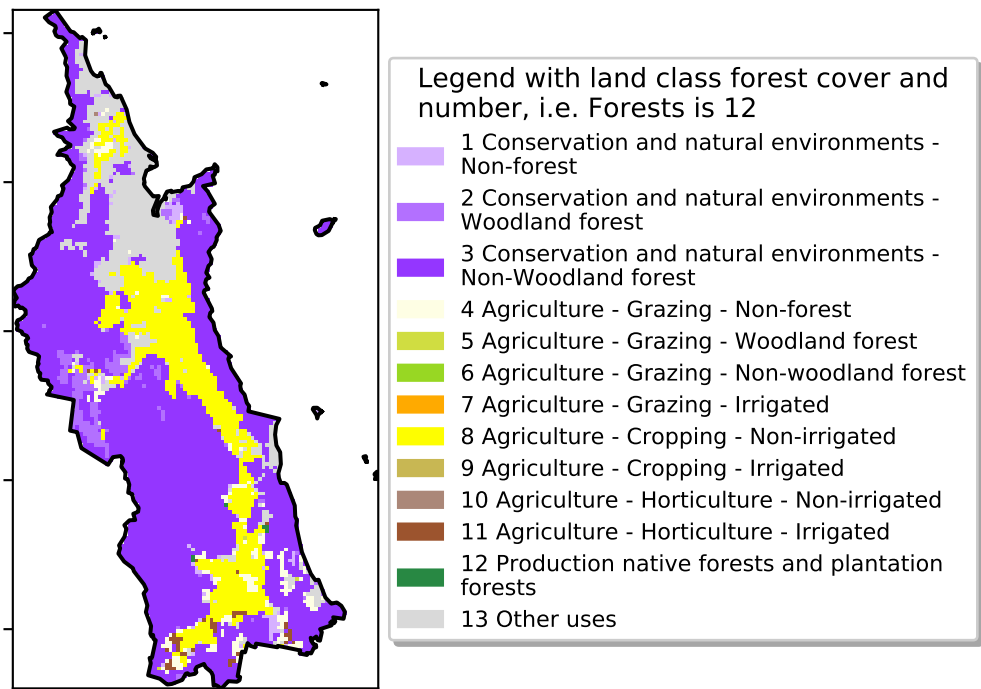 Legend with land class forest cover and
number, i.e. Forests is 12
1 Conservation and natural environments -
Non-forest
2 Conservation and natural environments -
Woodland forest
3 Conservation and natural environments -
Non-Woodland forest
4 Agriculture - Grazing - Non-forest
5 Agriculture - Grazing - Woodland forest
6 Agriculture - Grazing - Non-woodland forest
7 Agriculture - Grazing - Irrigated
8 Agriculture - Cropping - Non-irrigated
9 Agriculture - Cropping - Irrigated
10 Agriculture - Horticulture - Non-irrigated
11 Agriculture - Horticulture - Irrigated
12 Production native forests and plantation
forests
13 Other uses